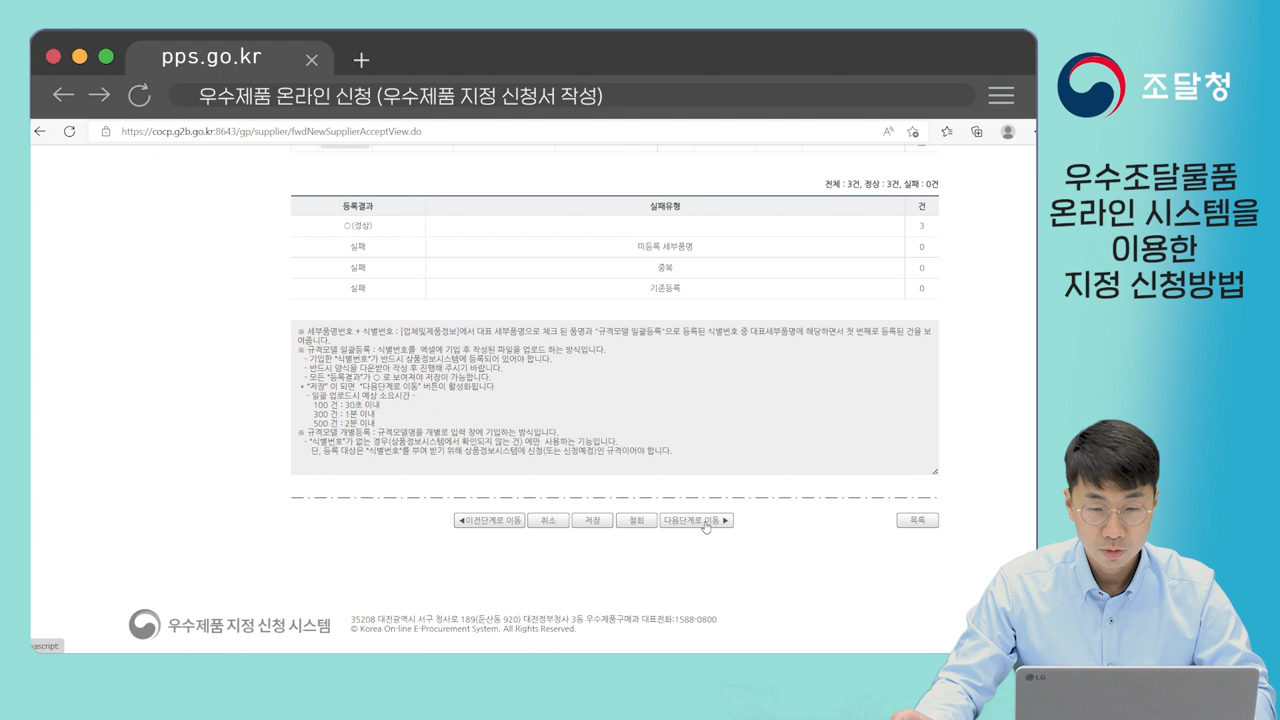 pps.go.kr
우수제품 온라인 신청 (우수제품 지정 신청서 작성)
https://cocp.g2b.go.kr:8643/gp/supplier/fwdNewSupplierAcceptView.do
조달청
우수조달물품
온라인 시스템을
이용한
지정 신청방법
전체 : 3건, 정상 : 3건, 실패 : 0건
등록결과 실패유형 건
○(정상) 3
실패 미등록 세부품명 0
실패 중복 0
실패 기존등록 0
※ 세부품명번호 + 식별번호 : [업체및제품정보]에서 대표 세부품명으로 체크 된 품명과 "규격모델 일괄등록"으로 등록된 식별번호 중 대표세부품명에 해당하면서 첫 번째로 등록된 건을 보
여줍니다.
※ 규격모델 일괄등록 : 식별번호를 엑셀에 기입 후 작성된 파일을 업로드 하는 방식입니다.
- 기입한 "식별번호"가 반드시 상품정보시스템에 등록되어 있어야 합니다.
- 반드시 양식을 다운받아 작성 후 진행해 주시기 바랍니다.
- 모든 "등록결과"가 ○ 로 보여져야 저장이 가능합니다.
+ "저장" 이 되면 "다음단계로 이동" 버튼이 활성화됩니다
- 일괄 업로드시 예상 소요시간 -
100 건 : 30초 이내
300 건 : 1분 이내
500 건 : 2분 이내
※ 규격모델 개별등록 : 규격모델명을 개별로 입력 창에 기입하는 방식입니다.
- "식별번호"가 없는 경우(상품정보시스템에서 확인되지 않는 건) 에만 사용하는 기능입니다.
단, 등록 대상은 "식별번호"를 부여 받기 위해 상품정보시스템에 신청(또는 신청예정)인 규격이어야 합니다.
◀이전단계로 이동 취소 저장 철회 다음단계로 이동 ▶ 목록
우수제품 지정 신청 시스템
35208 대전광역시 서구 청사로 189(둔산동 920) 대전정부청사 3동 우수제품구매과 대표전화:1588-0800
© Korea On-line E-Procurement System. All Rights Reserved.
vascript:
LG